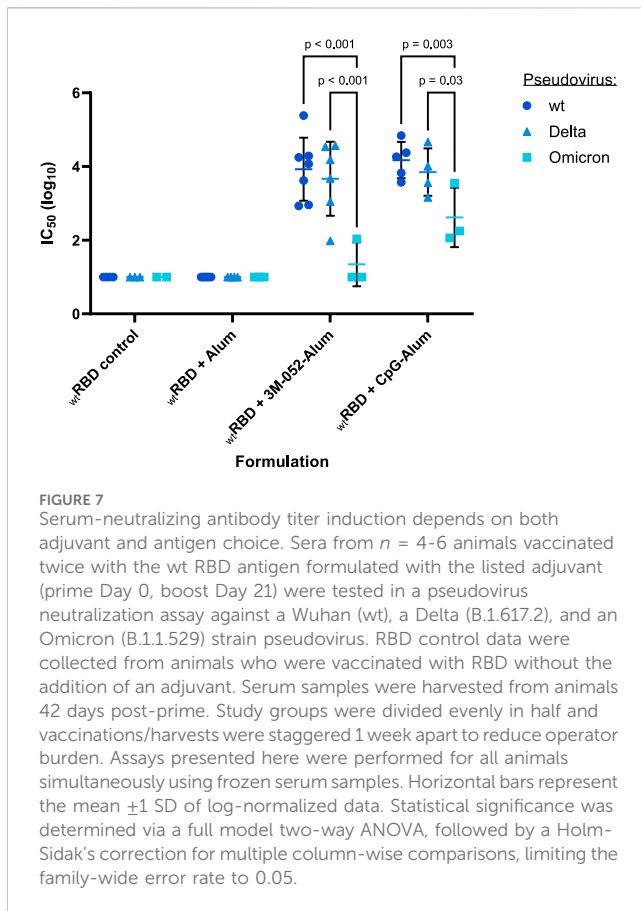 p < 0.001
p = 0.003
p <0.001
p = 0.03
Pseudovirus:
wt
Delta
Omicron
6
4
2
0
IC50 (log10)
wtRBD control
wtRBD + Alum
wtRBD + 3M-052-Alum
wtRBD + CpG-Alum
Formulation
FIGURE 7
Serum-neutralizing antibody titer induction depends on both
adjuvant and antigen choice. Sera from n = 4-6 animals vaccinated
twice with the wt RBD antigen formulated with the listed adjuvant
(prime Day 0, boost Day 21) were tested in a pseudovirus
neutralization assay against a Wuhan (wt), a Delta (B.1.617.2), and an
Omicron (B.1.1.529) strain pseudovirus. RBD control data were
collected from animals who were vaccinated with RBD without the
addition of an adjuvant. Serum samples were harvested from animals
42 days post-prime. Study groups were divided evenly in half and
vaccinations/harvests were staggered 1 week apart to reduce operator
burden. Assays presented here were performed for all animals
simultaneously using frozen serum samples. Horizontal bars represent
the mean ±1 SD of log-normalized data. Statistical significance was
determined via a full model two-way ANOVA, followed by a Holm-
Sidak's correction for multiple column-wise comparisons, limiting the
family-wide error rate to 0.05.